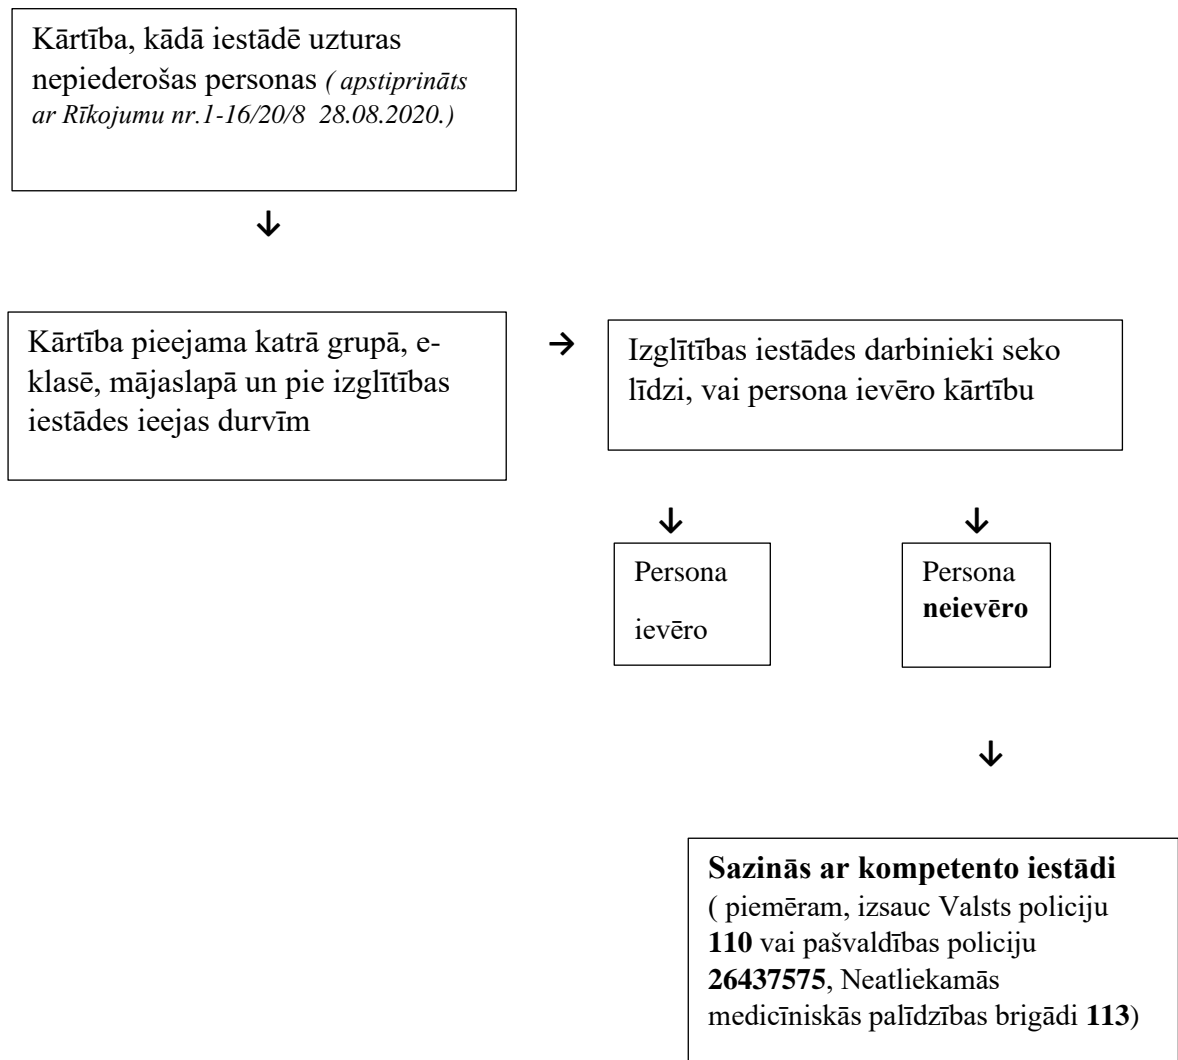 Kārtība, kādā iestādē uzturas
nepiederošas personas ( apstiprināts
ar Rīkojumu nr.1-16/20/8 28.08.2020.)
↓
Kārtība pieejama katrā grupā, e-
klasē, mājaslapā un pie izglītības
iestādes ieejas durvīm
→
Izglītības iestādes darbinieki seko
līdzi, vai persona ievēro kārtību
↓
↓
Persona
ievēro
Persona
neievēro
↓
Sazinās ar kompetento iestādi
( piemēram, izsauc Valsts policiju
110 vai pašvaldības policiju
26437575, Neatliekamās
medicīniskās palīdzības brigādi 113)